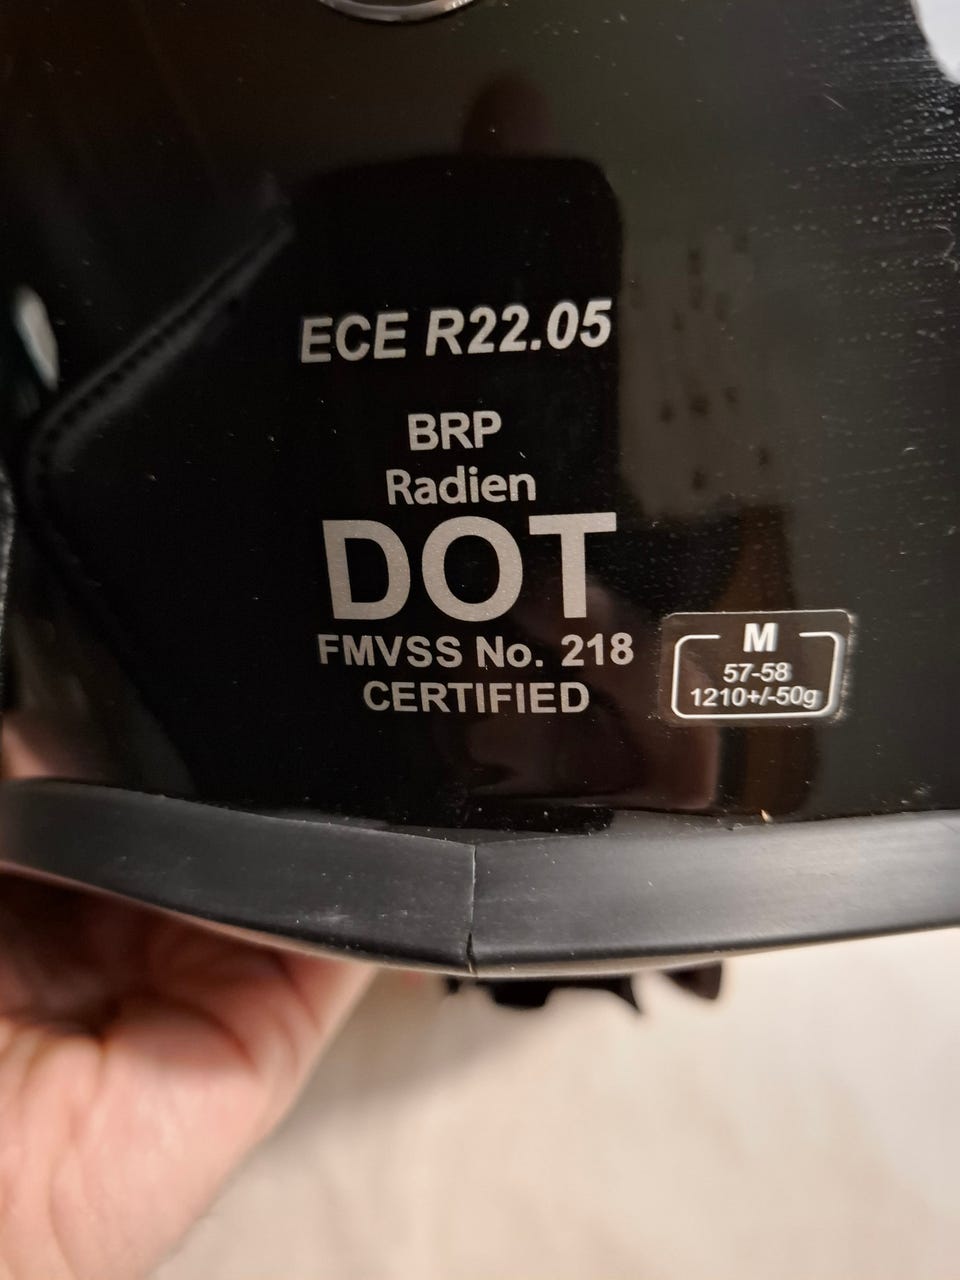 ECE R22.05
BRP
Radien
DOT
FMVSS No. 218
CERTIFIED
M
57-58
1210+/-50g